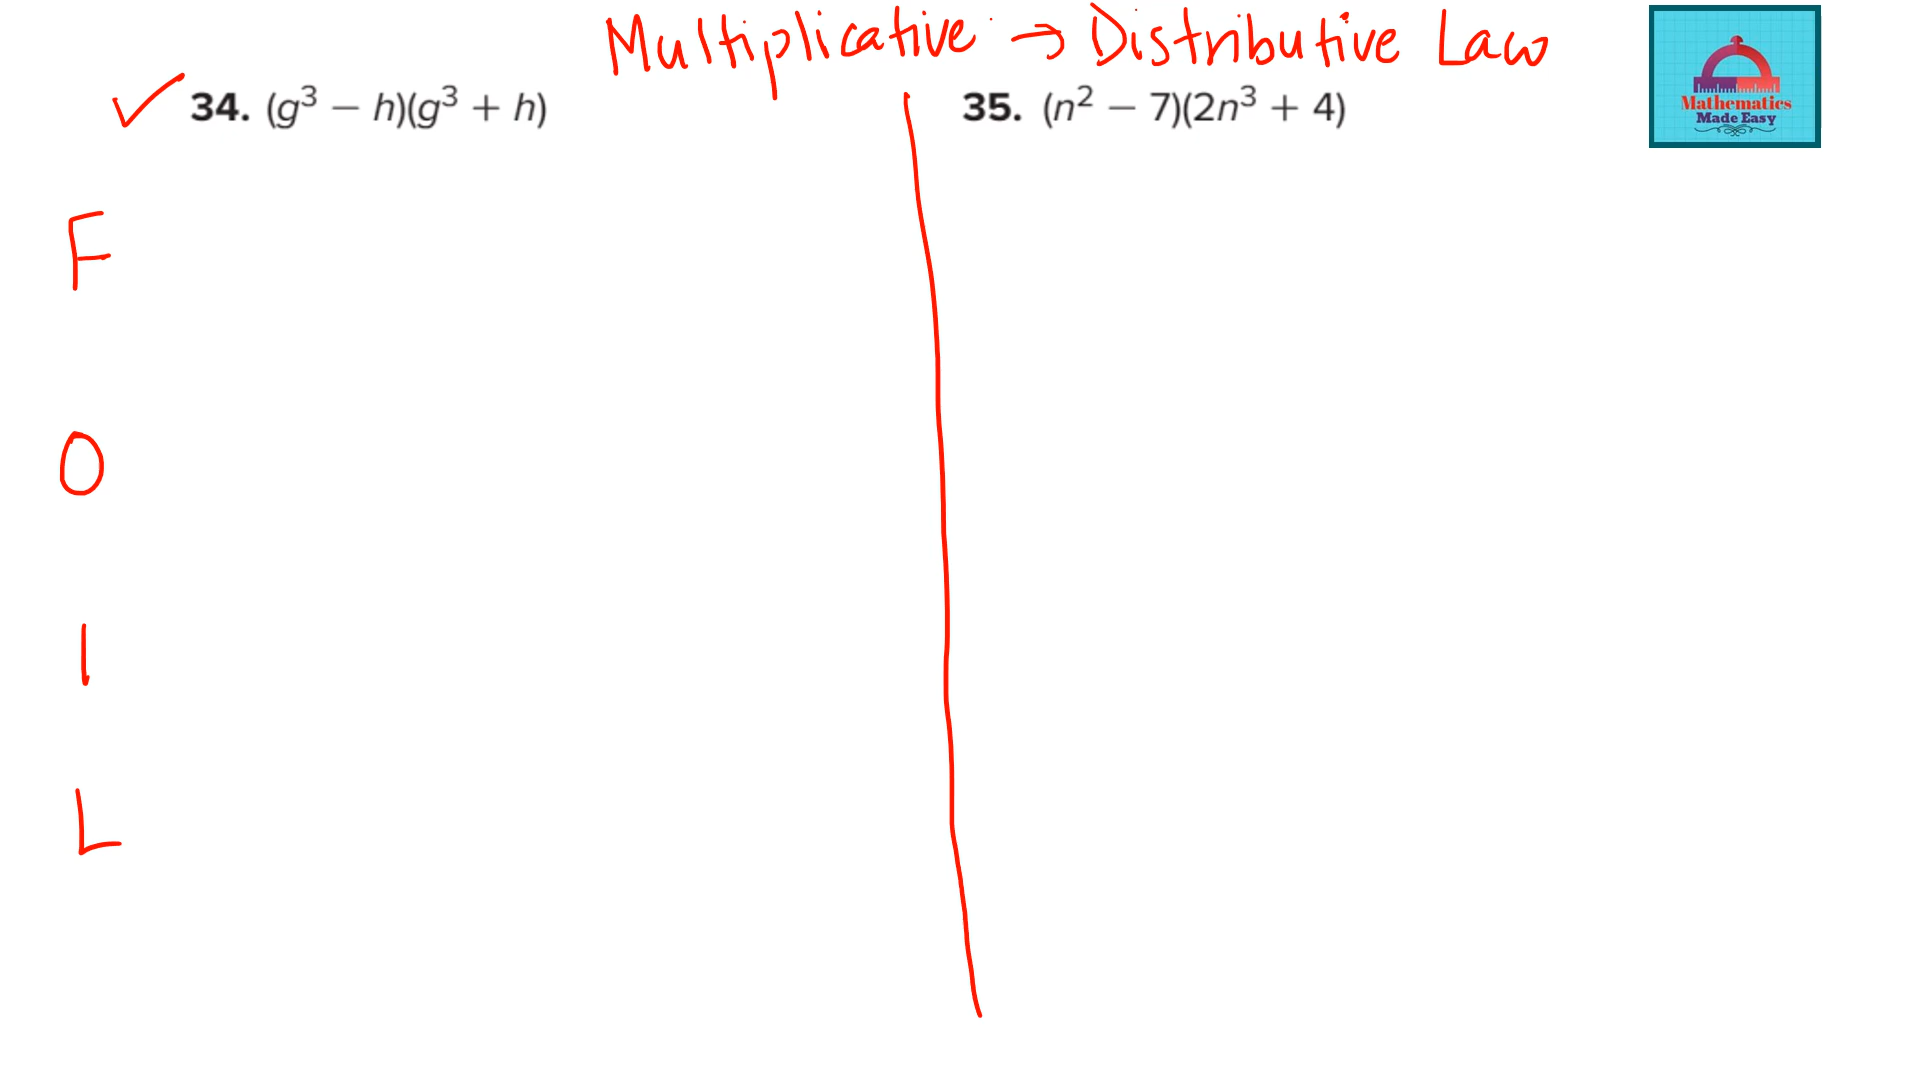 Multiplicative → Distributive Law
34. (g³ – h)(g³ + h)
35. (n² – 7)(2n³ + 4)
Mathematics
Made Easy
F
O
I
L